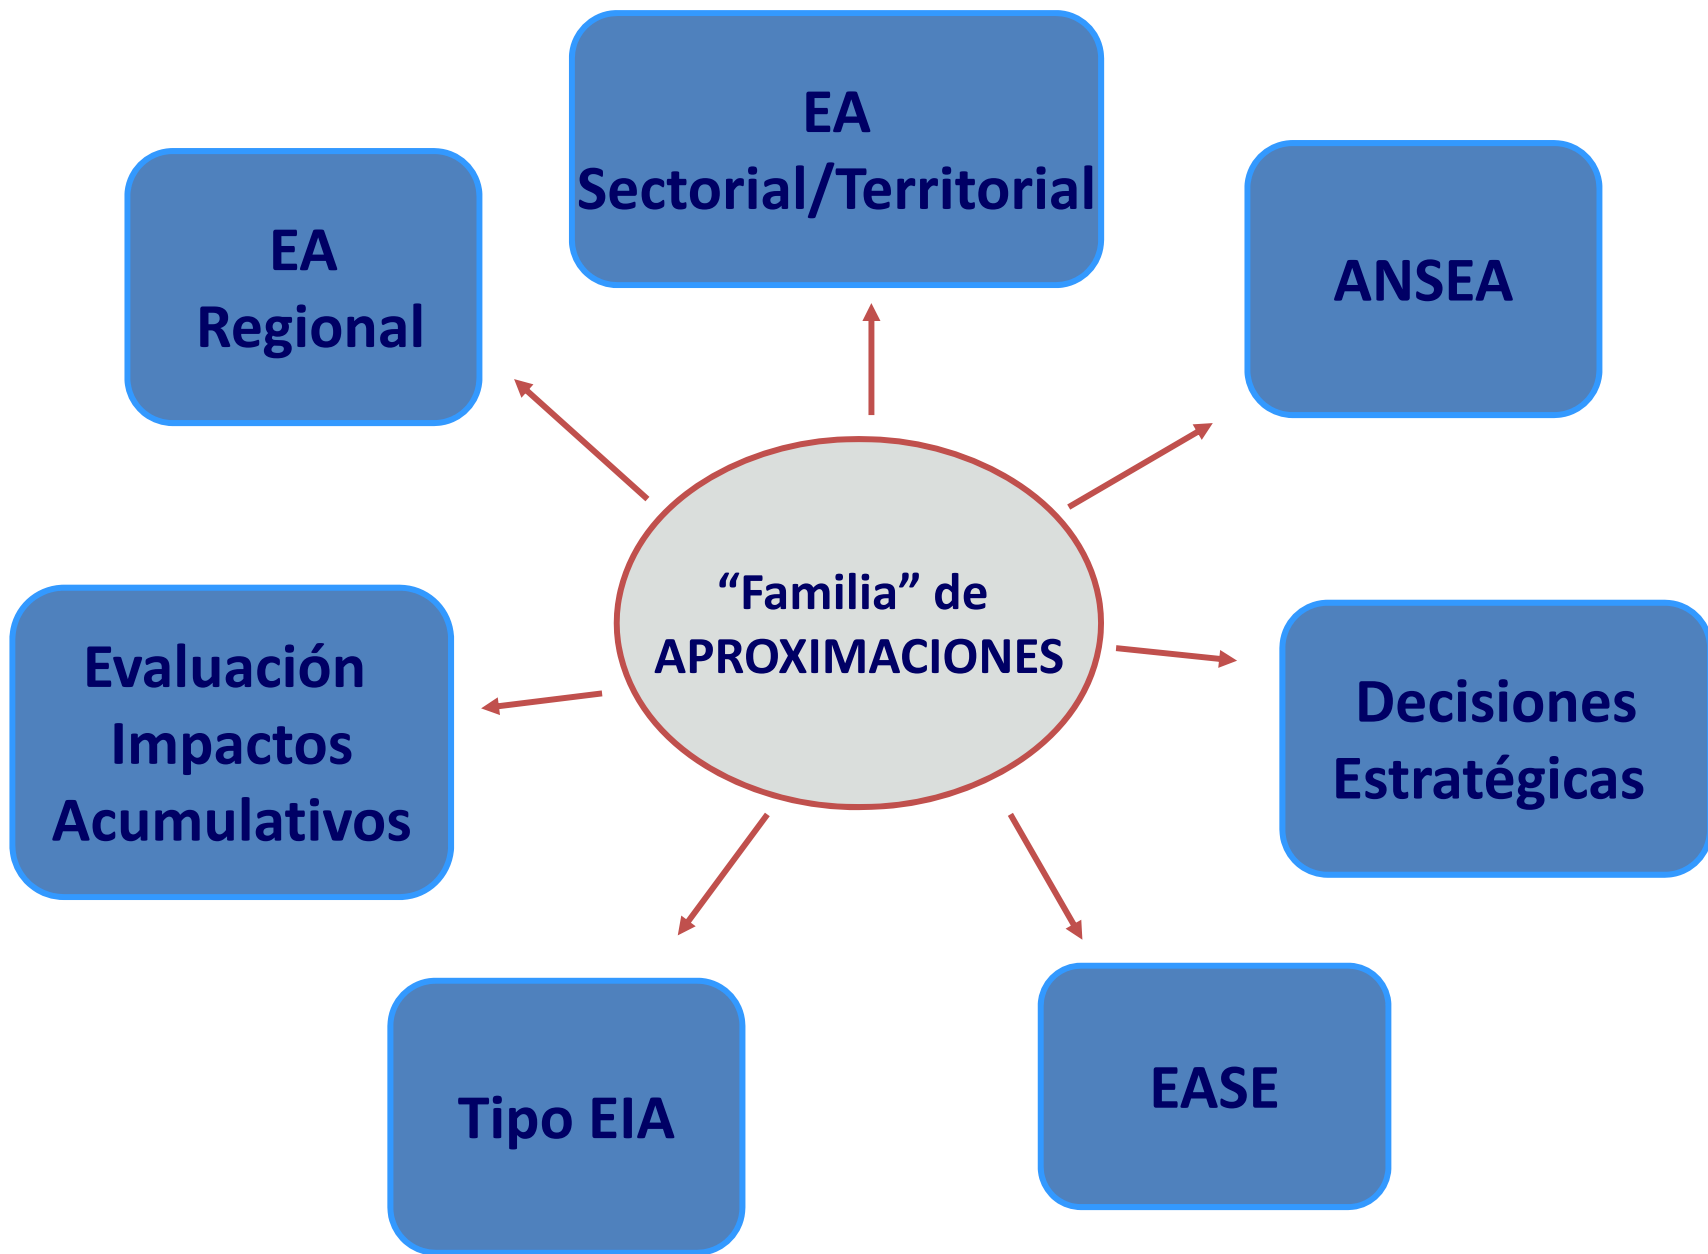 EA
Sectorial/Territorial
EA
Regional
ANSEA
“Familia” de
APROXIMACIONES
Evaluación
Impactos
Acumulativos
Decisiones
Estratégicas
Tipo EIA
EASE